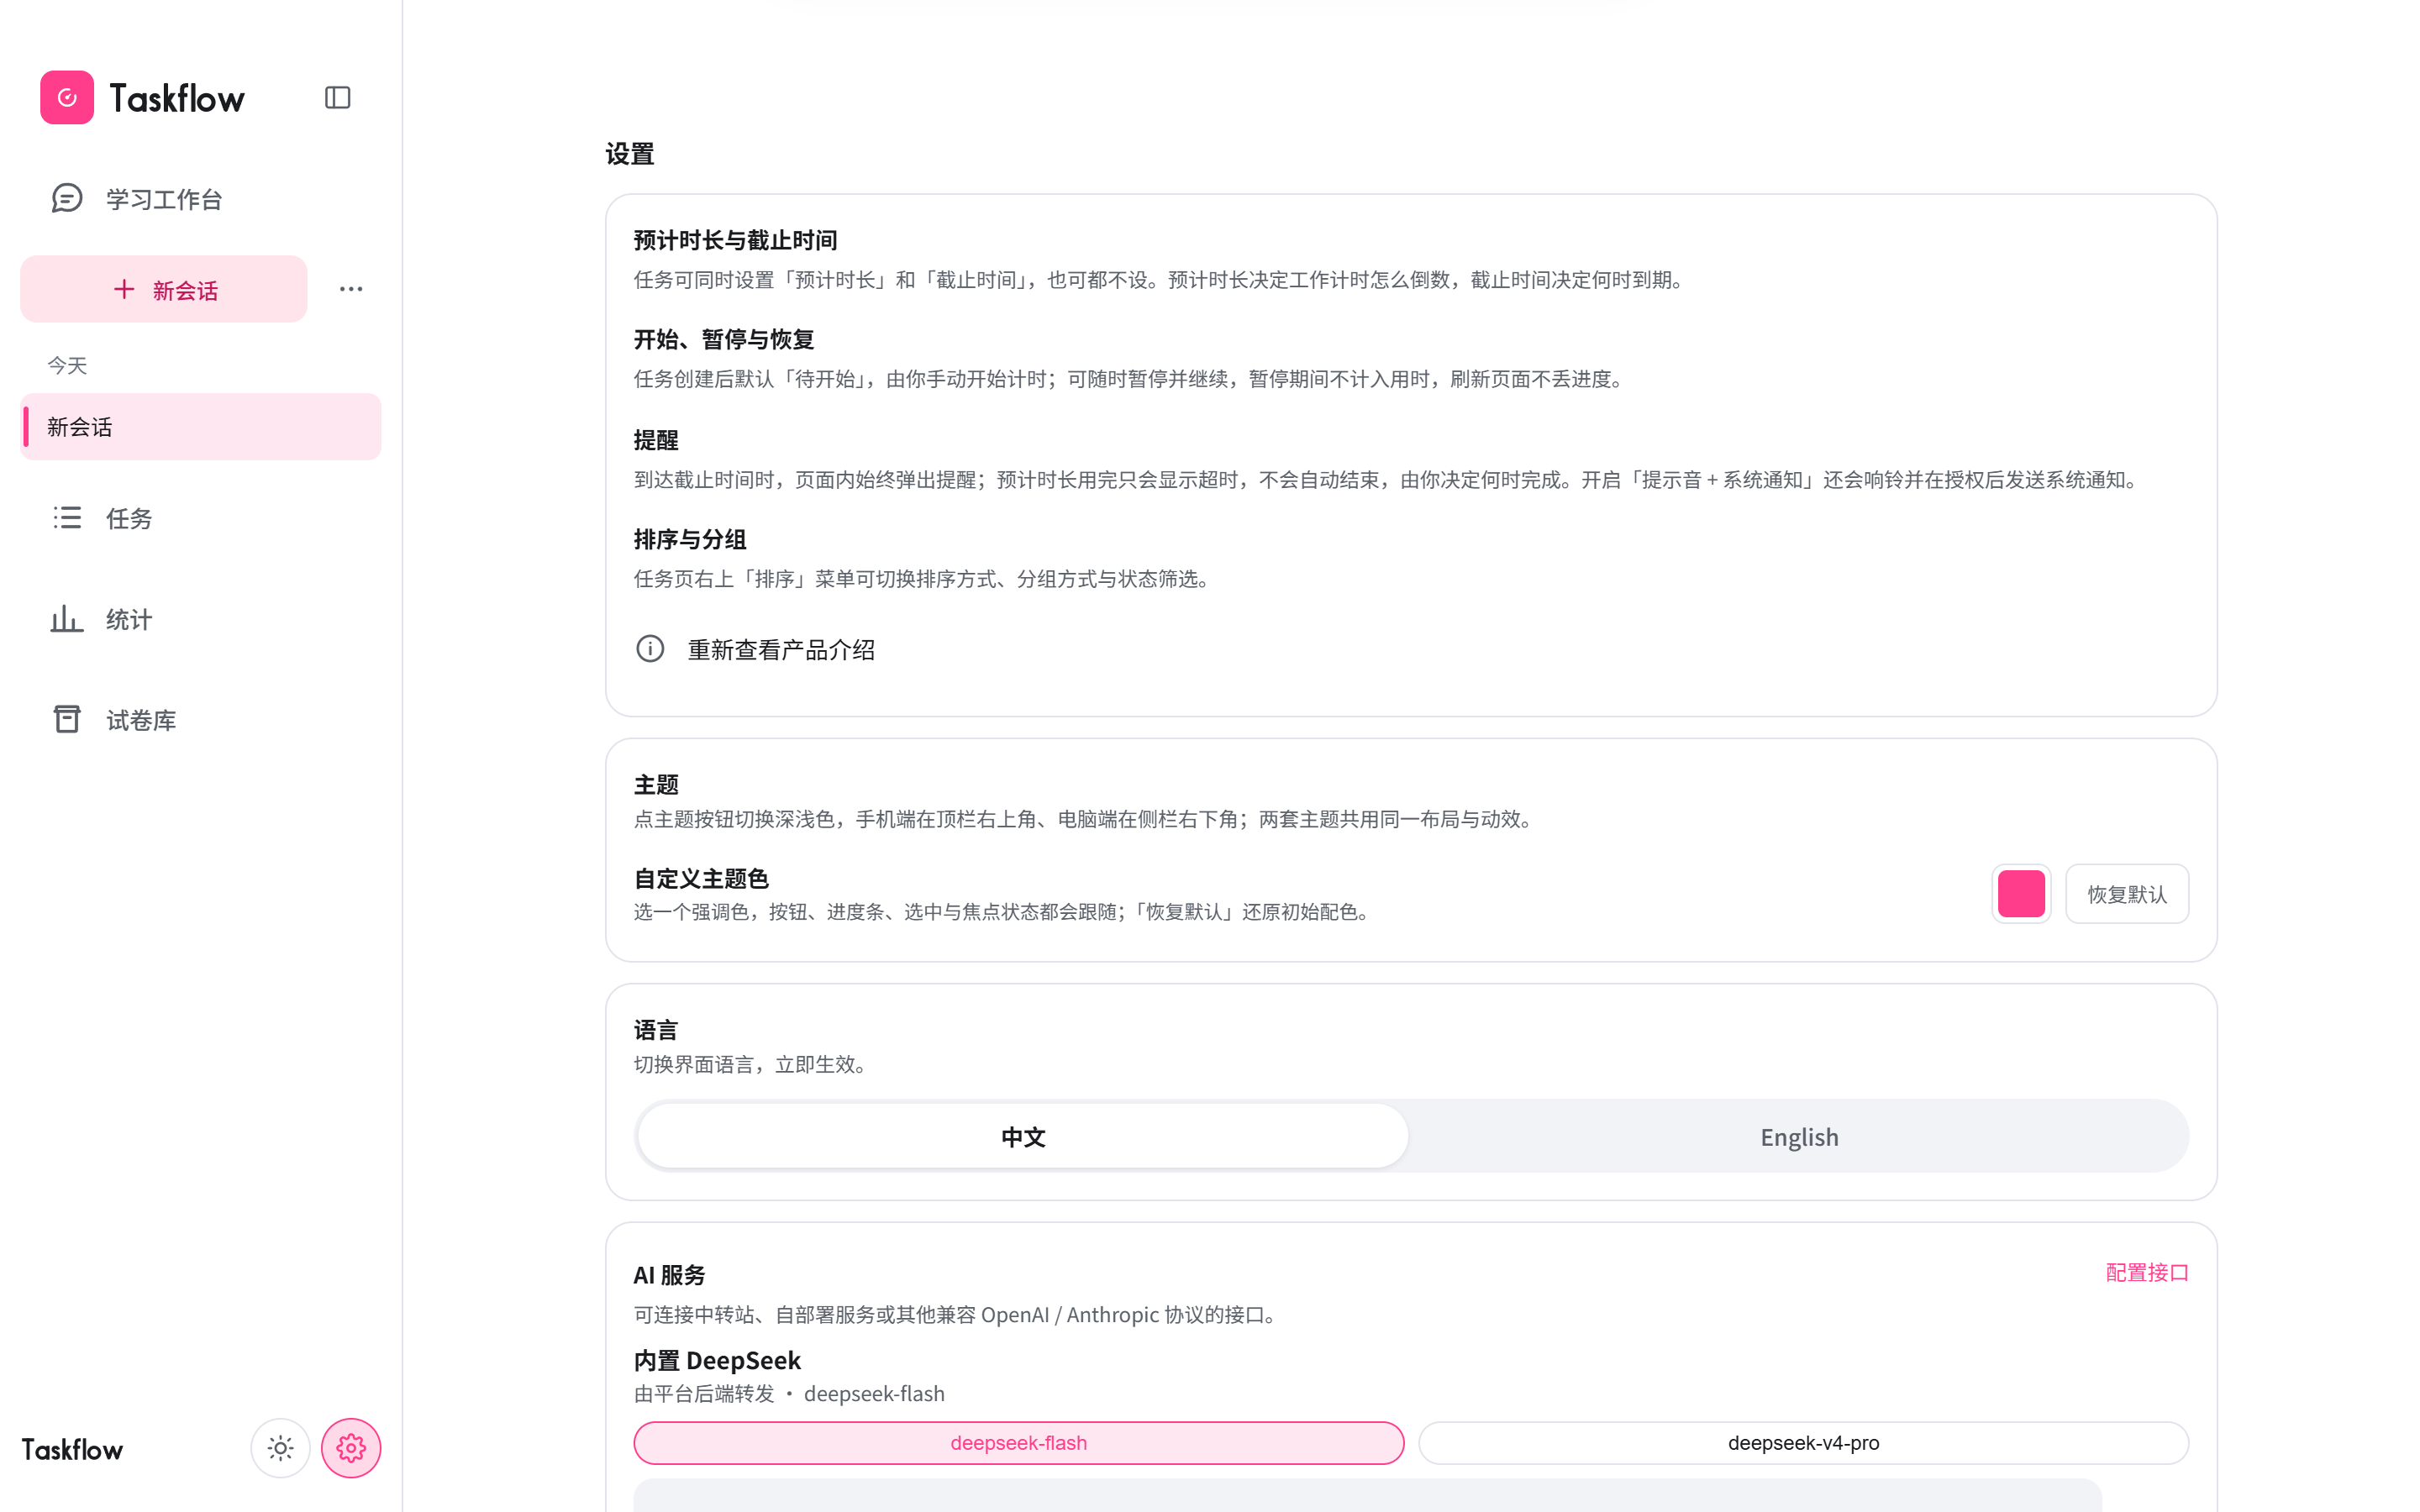 Taskflow
学习工作台
新会话
今天
新会话
任务
统计
试卷库
Taskflow
设置
预计时长与截止时间
任务可同时设置「预计时长」和「截止时间」，也可都不设。预计时长决定工作计时怎么倒数，截止时间决定何时到期。
开始、暂停与恢复
任务创建后默认「待开始」，由你手动开始计时；可随时暂停并继续，暂停期间不计入用时，刷新页面不丢进度。
提醒
到达截止时间时，页面内始终弹出提醒；预计时长用完只会显示超时，不会自动结束，由你决定何时完成。开启「提示音 + 系统通知」还会响铃并在授权后发送系统通知。
排序与分组
任务页右上「排序」菜单可切换排序方式、分组方式与状态筛选。
重新查看产品介绍
主题
点主题按钮切换深浅色，手机端在顶栏右上角、电脑端在侧栏右下角；两套主题共用同一布局与动效。
自定义主题色
选一个强调色，按钮、进度条、选中与焦点状态都会跟随；「恢复默认」还原初始配色。
恢复默认
语言
切换界面语言，立即生效。
中文
English
AI 服务
配置接口
可连接中转站、自部署服务或其他兼容 OpenAI / Anthropic 协议的接口。
内置 DeepSeek
由平台后端转发 · deepseek-flash
deepseek-flash
deepseek-v4-pro